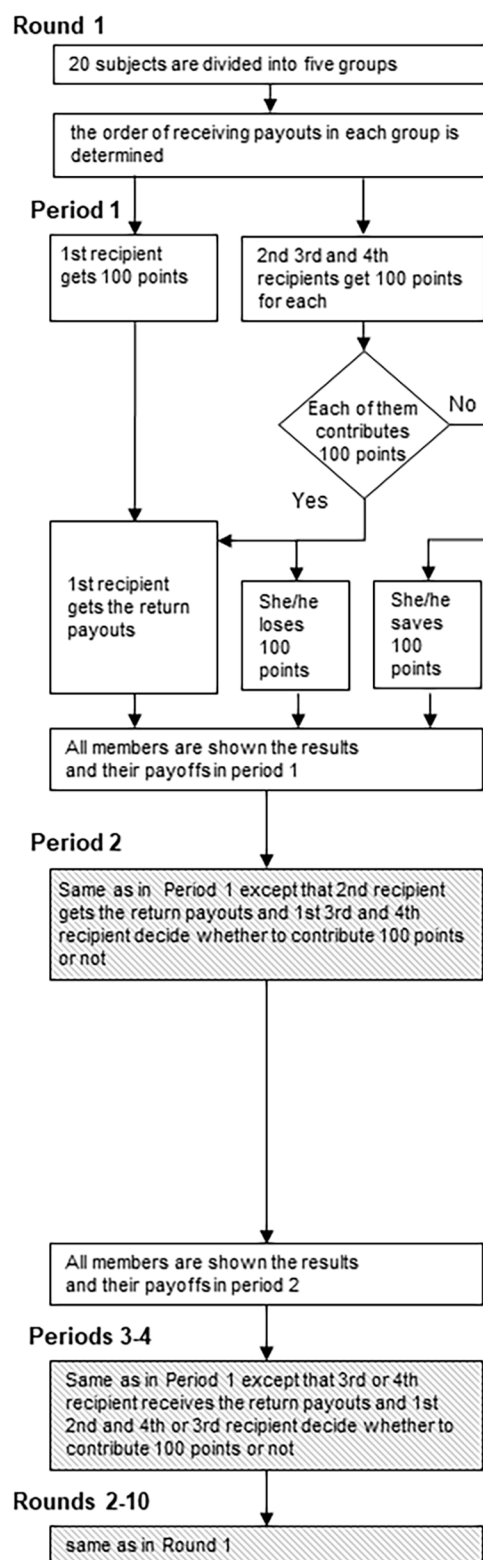 Round 1
20 subjects are divided into five groups
the order of receiving payouts in each group is
determined
Period 1
1st recipient
gets 100 points
2nd 3rd and 4th
recipients get 100 points
for each
Each of them
contributes
100 points
No
Yes
1st recipient
gets the return
payouts
She/he
loses
100
points
She/he
saves
100
points
All members are shown the results
and their payoffs in period 1
Period 2
Same as in Period 1 except that 2nd recipient
gets the return payouts and 1st 3rd and 4th
recipient decide whether to contribute 100 points
or not
All members are shown the results
and their payoffs in period 2
Periods 3-4
Same as in Period 1 except that 3rd or 4th
recipient receives the return payouts and 1st
2nd and 4th or 3rd recipient decide whether to
contribute 100 points or not
Rounds 2-10
same as in Round 1